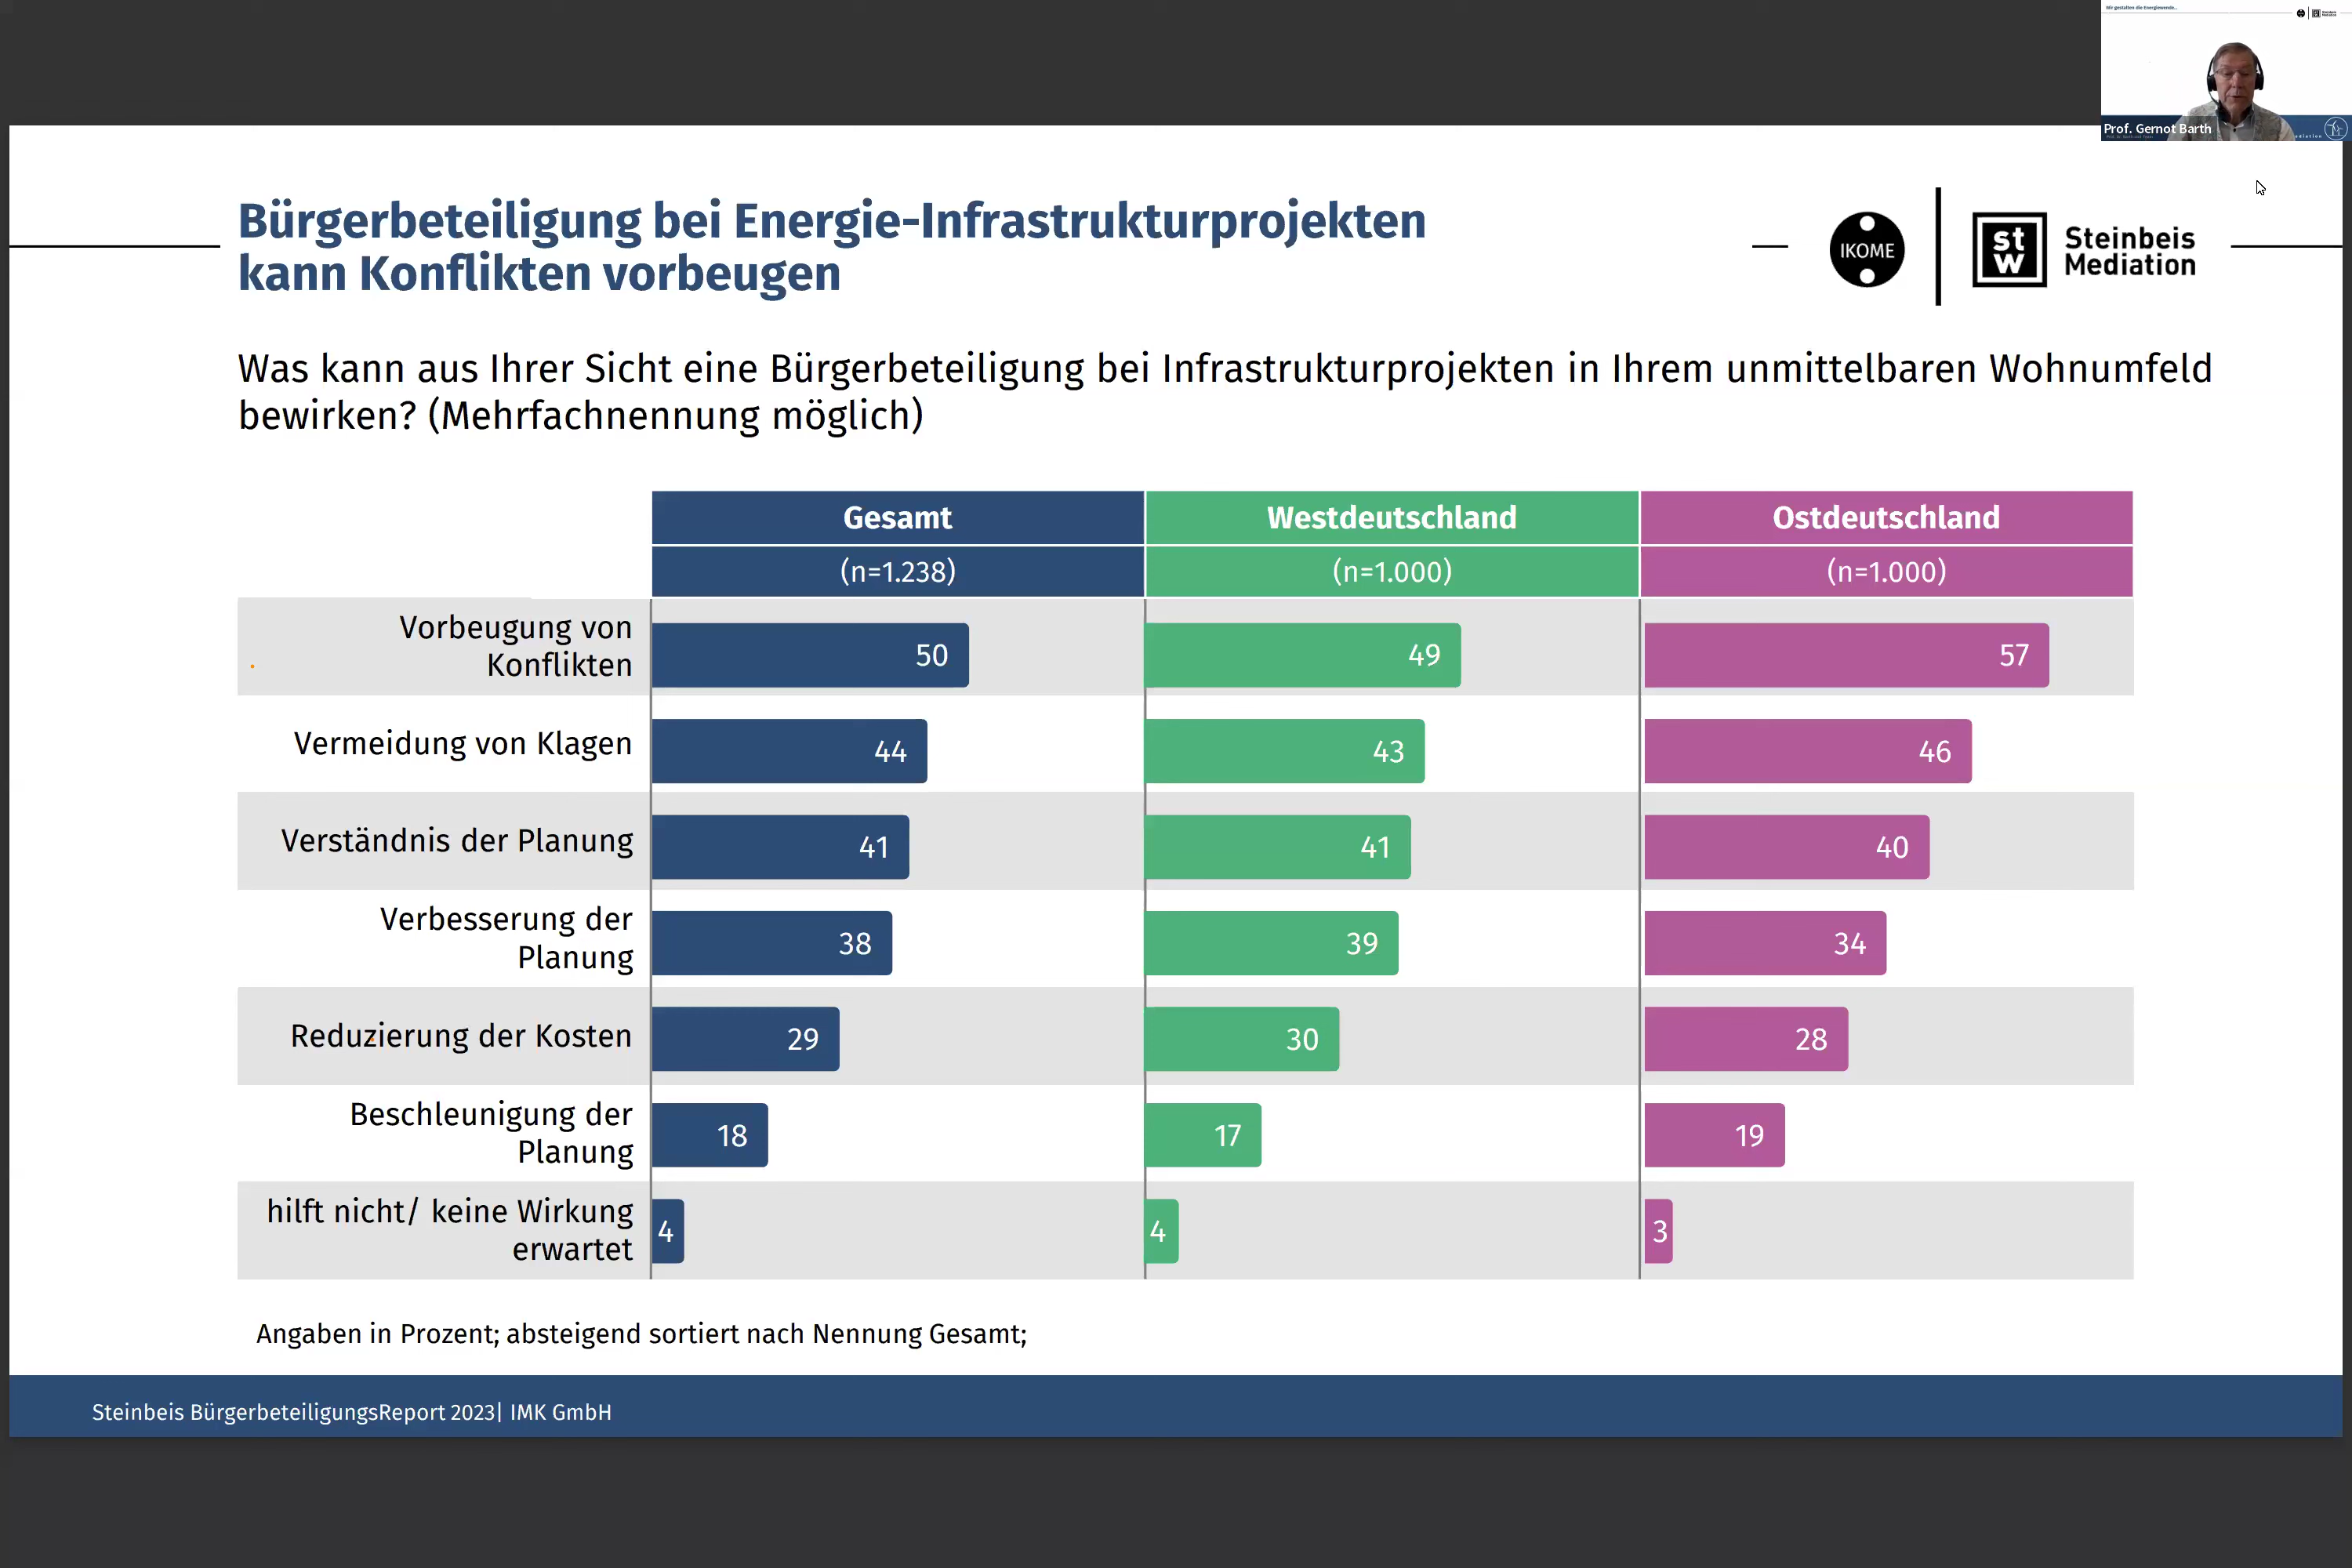 Wir gestalten die Energiewende...
Prof. Gernot Barth
Bürgerbeteiligung bei Energie-Infrastrukturprojekten
kann Konflikten vorbeugen
IKOME
st
W
Steinbeis
Mediation
Was kann aus Ihrer Sicht eine Bürgerbeteiligung bei Infrastrukturprojekten in Ihrem unmittelbaren Wohnumfeld
bewirken? (Mehrfachnennung möglich)
Gesamt Westdeutschland Ostdeutschland
(n=1.238) (n=1.000) (n=1.000)
Vorbeugung von
Konflikten
50 49 57
Vermeidung von Klagen
44 43 46
Verständnis der Planung
41 41 40
Verbesserung der
Planung
38 39 34
Reduzierung der Kosten
29 30 28
Beschleunigung der
Planung
18 17 19
hilft nicht/ keine Wirkung
erwartet
4 4 3
Angaben in Prozent; absteigend sortiert nach Nennung Gesamt;
Steinbeis BürgerbeteiligungsReport 2023| IMK GmbH